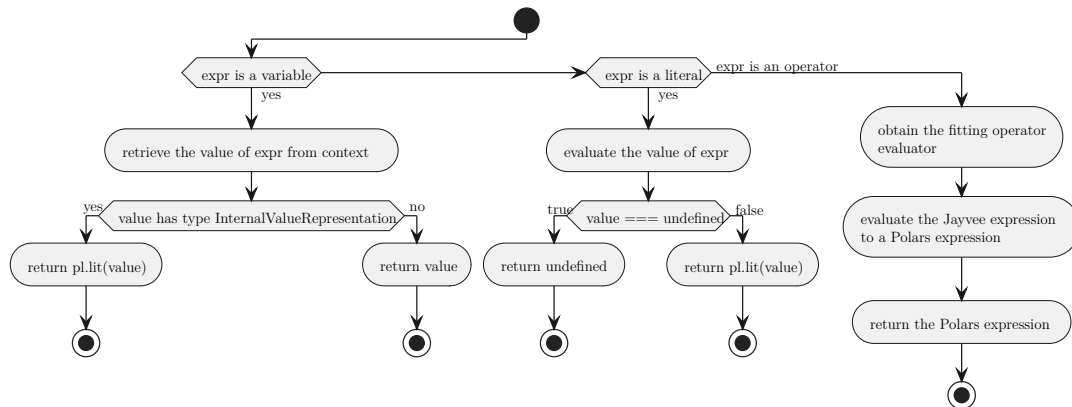 expr is a variable
expr is a literal
expr is an operator
yes
yes
retrieve the value of expr from context
evaluate the value of expr
obtain the fitting operator
evaluator
yes
value has type InternalValueRepresentation
no
true
value === undefined
false
evaluate the Jayvee expression
to a Polars expression
return pl.lit(value)
return value
return undefined
return pl.lit(value)
return the Polars expression